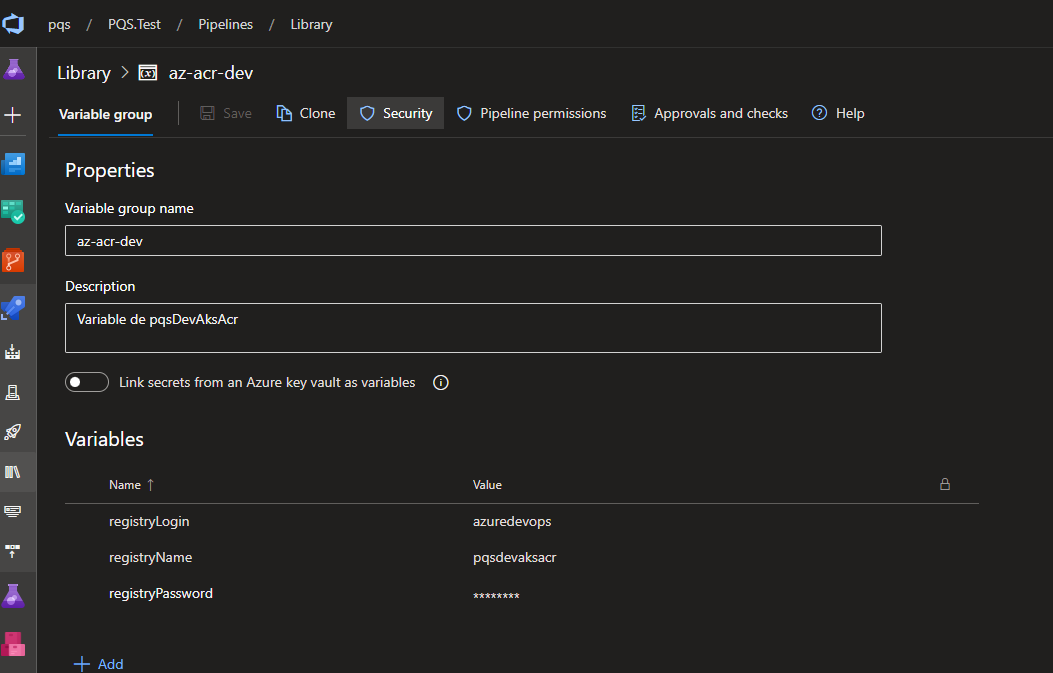 pqs / PQS.Test / Pipelines / Library
Library > az-acr-dev
Variable group Save Clone Security Pipeline permissions Approvals and checks Help
Properties
Variable group name
az-acr-dev
Description
Variable de pqsDevAksAcr
Link secrets from an Azure key vault as variables
Variables
Name ↑ Value
registryLogin azuredevops
registryName pqsdevaksacr
registryPassword ********
+ Add